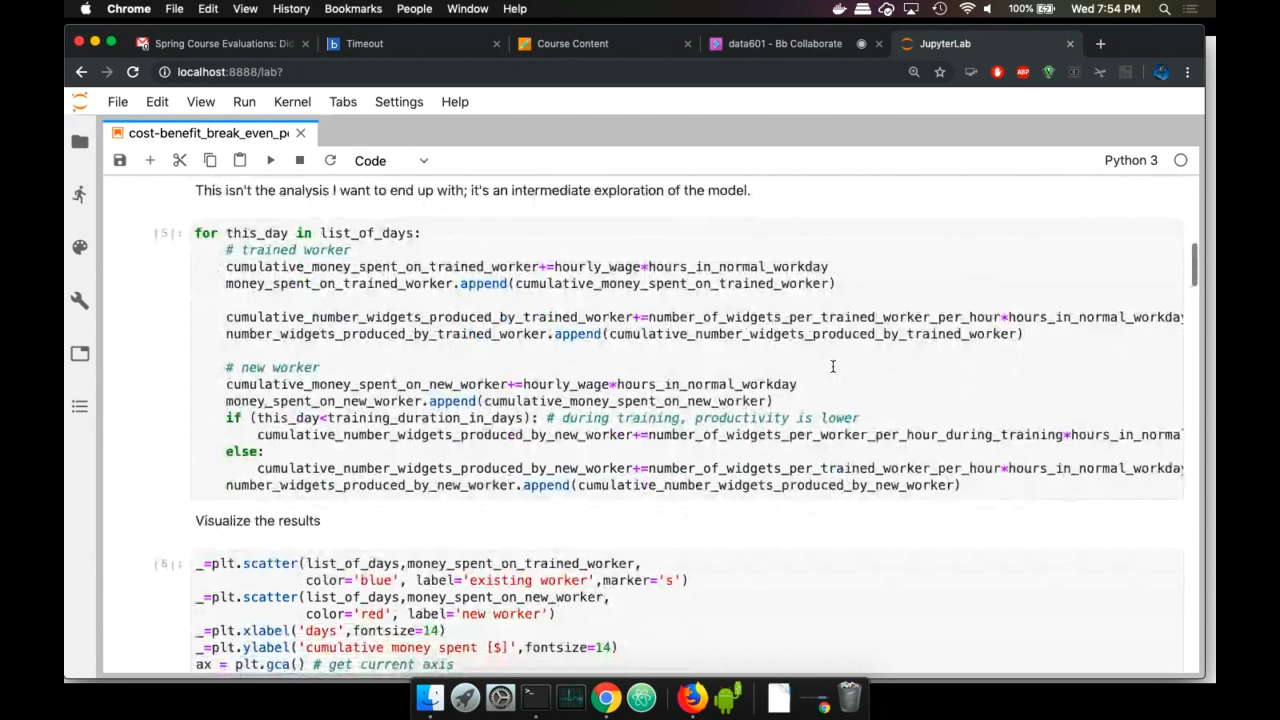 Chrome File Edit View History Bookmarks People Window Help 100% Wed 7:54 PM
Spring Course Evaluations: Di
Timeout
Course Content
data601 - Bb Collaborate
JupyterLab
localhost:8888/lab?
File Edit View Run Kernel Tabs Settings Help
cost-benefit_break_even_po
Code
Python 3
This isn't the analysis I want to end up with; it's an intermediate exploration of the model.
[5]: for this_day in list_of_days:
# trained worker
cumulative_money_spent_on_trained_worker+=hourly_wage*hours_in_normal_workday
money_spent_on_trained_worker.append(cumulative_money_spent_on_trained_worker)
cumulative_number_widgets_produced_by_trained_worker+=number_of_widgets_per_trained_worker_per_hour*hours_in_normal_workday
number_widgets_produced_by_trained_worker.append(cumulative_number_widgets_produced_by_trained_worker)
# new worker
cumulative_money_spent_on_new_worker+=hourly_wage*hours_in_normal_workday
money_spent_on_new_worker.append(cumulative_money_spent_on_new_worker)
if (this_day<training_duration_in_days): # during training, productivity is lower
cumulative_number_widgets_produced_by_new_worker+=number_of_widgets_per_worker_per_hour_during_training*hours_in_norma
else:
cumulative_number_widgets_produced_by_new_worker+=number_of_widgets_per_trained_worker_per_hour*hours_in_normal_workday
number_widgets_produced_by_new_worker.append(cumulative_number_widgets_produced_by_new_worker)
Visualize the results
[6]: _=plt.scatter(list_of_days,money_spent_on_trained_worker,
color='blue', label='existing worker',marker='s')
_=plt.scatter(list_of_days,money_spent_on_new_worker,
color='red', label='new worker')
_=plt.xlabel('days',fontsize=14)
_=plt.ylabel('cumulative money spent [$]',fontsize=14)
ax = plt.gca() # get current axis